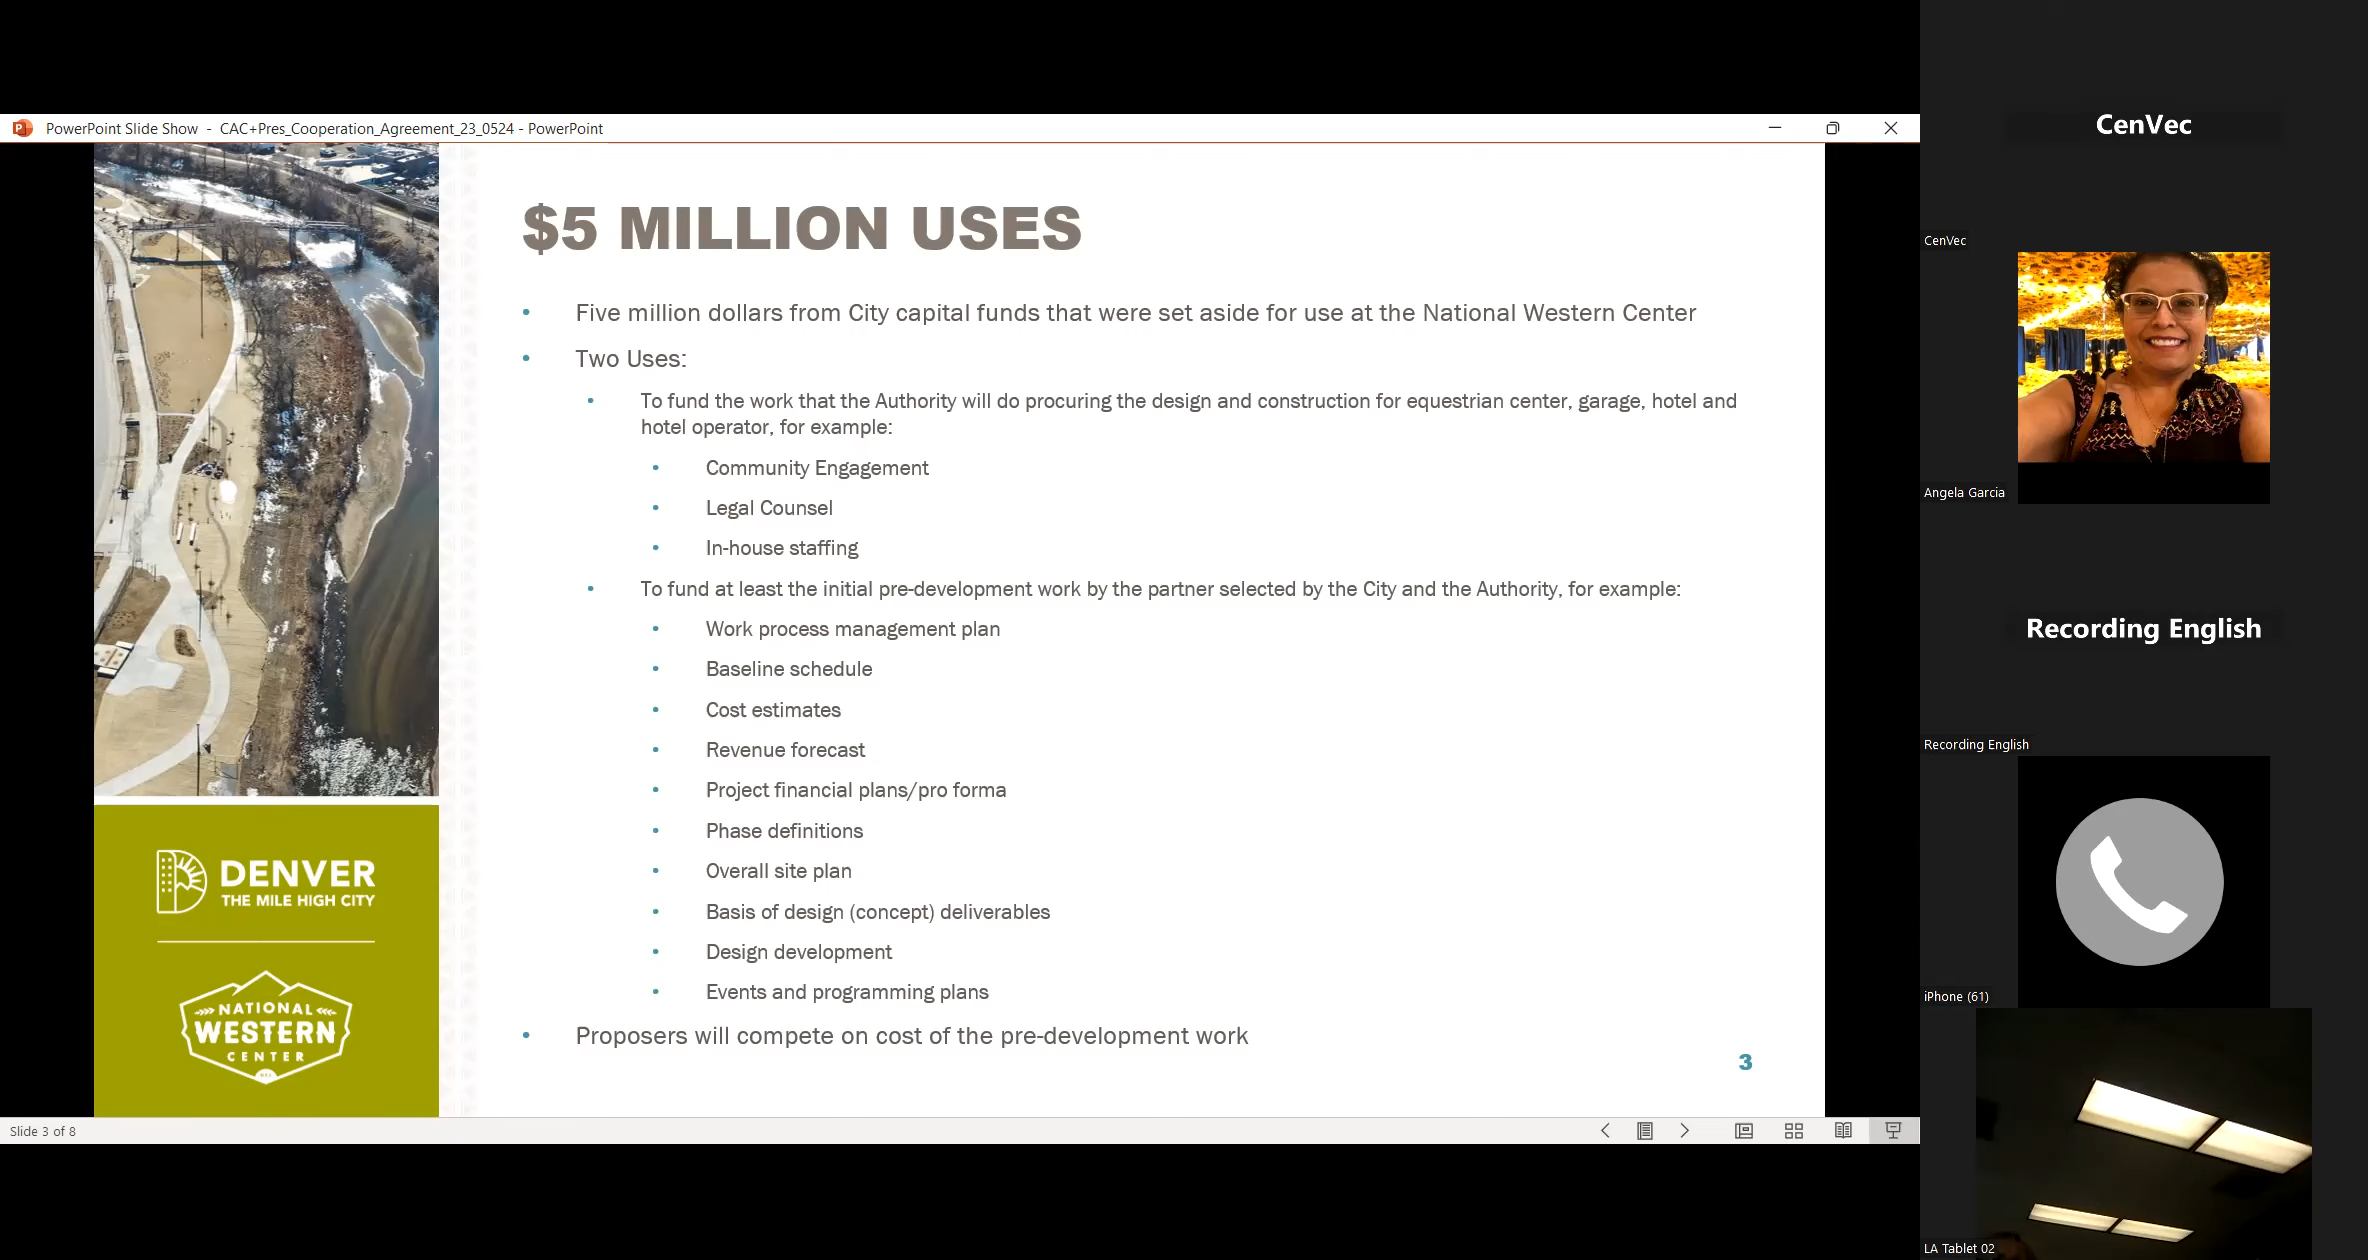 PowerPoint Slide Show - CAC+Pres_Cooperation_Agreement_23_0524 - PowerPoint
$5 MILLION USES
• Five million dollars from City capital funds that were set aside for use at the National Western Center
• Two Uses:
• To fund the work that the Authority will do procuring the design and construction for equestrian center, garage, hotel and
hotel operator, for example:
• Community Engagement
• Legal Counsel
• In-house staffing
• To fund at least the initial pre-development work by the partner selected by the City and the Authority, for example:
• Work process management plan
• Baseline schedule
• Cost estimates
• Revenue forecast
• Project financial plans/pro forma
• Phase definitions
• Overall site plan
• Basis of design (concept) deliverables
• Design development
• Events and programming plans
• Proposers will compete on cost of the pre-development work
3
DENVER
THE MILE HIGH CITY
NATIONAL
WESTERN
CENTER
Slide 3 of 8
CenVec
CenVec
Angela Garcia
Recording English
Recording English
iPhone (61)
LA Tablet 02